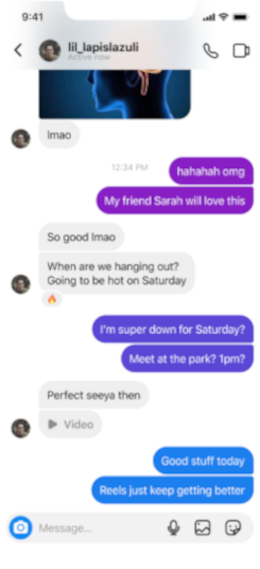 9:41
lil_lapislazuli
Active now
lmao
12:34 PM
hahahah omg
My friend Sarah will love this
So good lmao
When are we hanging out?
Going to be hot on Saturday
I'm super down for Saturday?
Meet at the park? 1pm?
Perfect seeya then
Video
Good stuff today
Reels just keep getting better
Message...